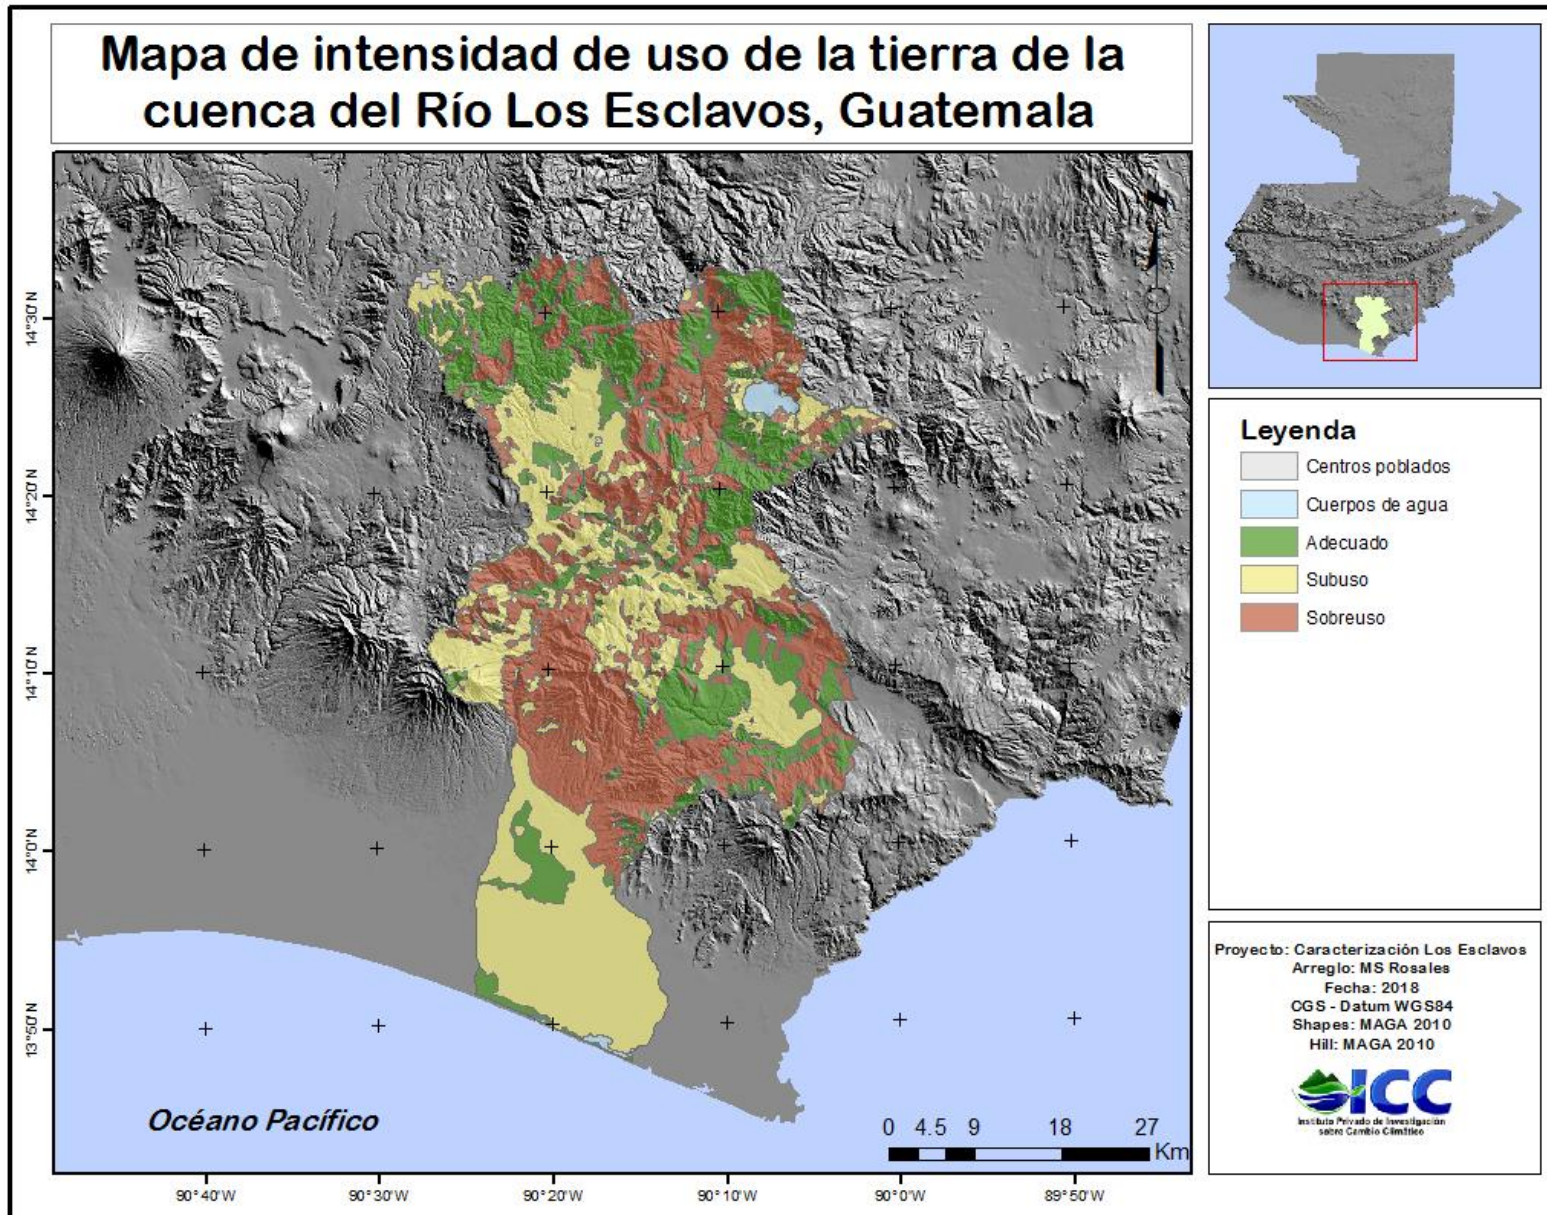 Mapa de intensidad de uso de la tierra de la
cuenca del Río Los Esclavos, Guatemala
14°30'N
14°20'N
14°10'N
14°0'N
13°50'N
Océano Pacífico
0 4.5 9 18 27
Km
90°40'W 90°30'W 90°20'W 90°10'W 90°0'W 89°50'W
Leyenda
Centros poblados
Cuerpos de agua
Adecuado
Subuso
Sobreuso
Proyecto: Caracterización Los Esclavos
Arreglo: MS Rosales
Fecha: 2018
CGS - Datum WGS84
Shapes: MAGA 2010
Hill: MAGA 2010
ICC
Instituto Privado de Investigación
sobre Cambio Climático